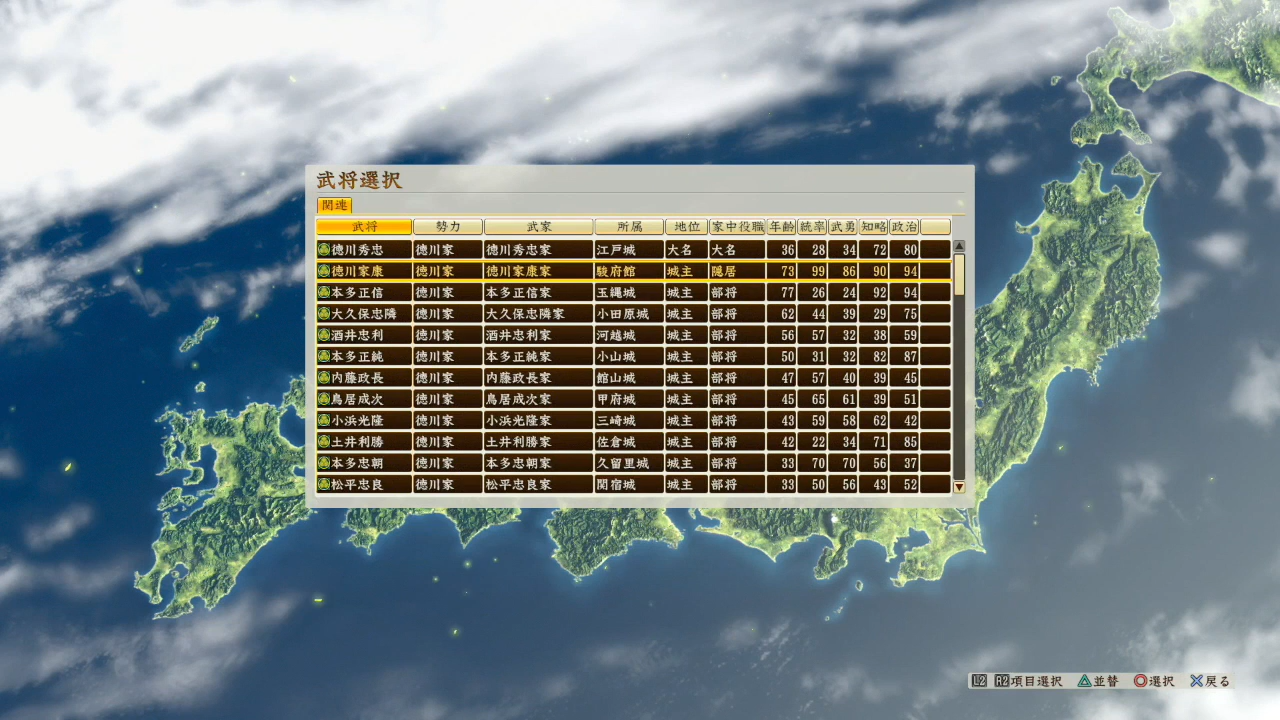 武将選択
関連
武将 勢力 武家 所属 地位 家中役職 年齢 統率 武勇 知略 政治
徳川秀忠 徳川家 徳川秀忠家 江戸城 大名 大名 36 28 34 72 80
徳川家康 徳川家 徳川家康家 駿府館 城主 隠居 73 99 86 90 94
本多正信 徳川家 本多正信家 玉縄城 城主 部将 77 26 24 92 94
大久保忠隣 徳川家 大久保忠隣家 小田原城 城主 部将 62 44 39 29 75
酒井忠利 徳川家 酒井忠利家 河越城 城主 部将 56 57 32 38 59
本多正純 徳川家 本多正純家 小山城 城主 部将 50 31 32 82 87
内藤政長 徳川家 内藤政長家 館山城 城主 部将 47 57 40 39 45
鳥居成次 徳川家 鳥居成次家 甲府城 城主 部将 45 65 61 39 51
小浜光隆 徳川家 小浜光隆家 三崎城 城主 部将 43 59 58 62 42
土井利勝 徳川家 土井利勝家 佐倉城 城主 部将 42 22 34 71 85
本多忠朝 徳川家 本多忠朝家 久留里城 城主 部将 33 70 70 56 37
松平忠良 徳川家 松平忠良家 関宿城 城主 部将 33 50 56 43 52
L2 R2項目選択 △並替 ○選択 ×戻る